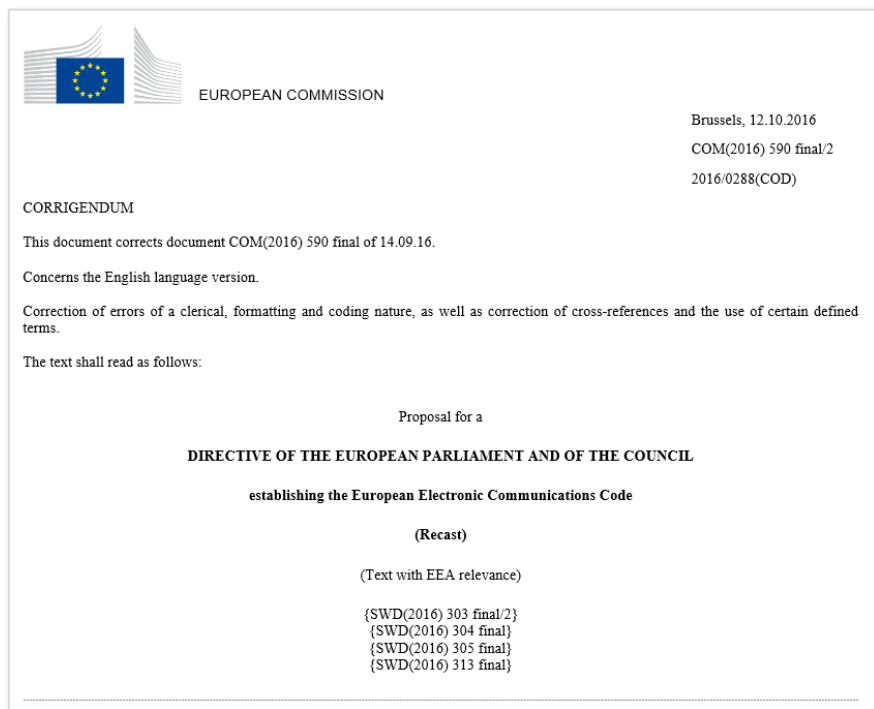 EUROPEAN COMMISSION
Brussels, 12.10.2016
COM(2016) 590 final/2
2016/0288(COD)
CORRIGENDUM
This document corrects document COM(2016) 590 final of 14.09.16.
Concerns the English language version.
Correction of errors of a clerical, formatting and coding nature, as well as correction of cross-references and the use of certain defined
terms.
The text shall read as follows:
Proposal for a
DIRECTIVE OF THE EUROPEAN PARLIAMENT AND OF THE COUNCIL
establishing the European Electronic Communications Code
(Recast)
(Text with EEA relevance)
{SWD(2016) 303 final/2}
{SWD(2016) 304 final}
{SWD(2016) 305 final}
{SWD(2016) 313 final}